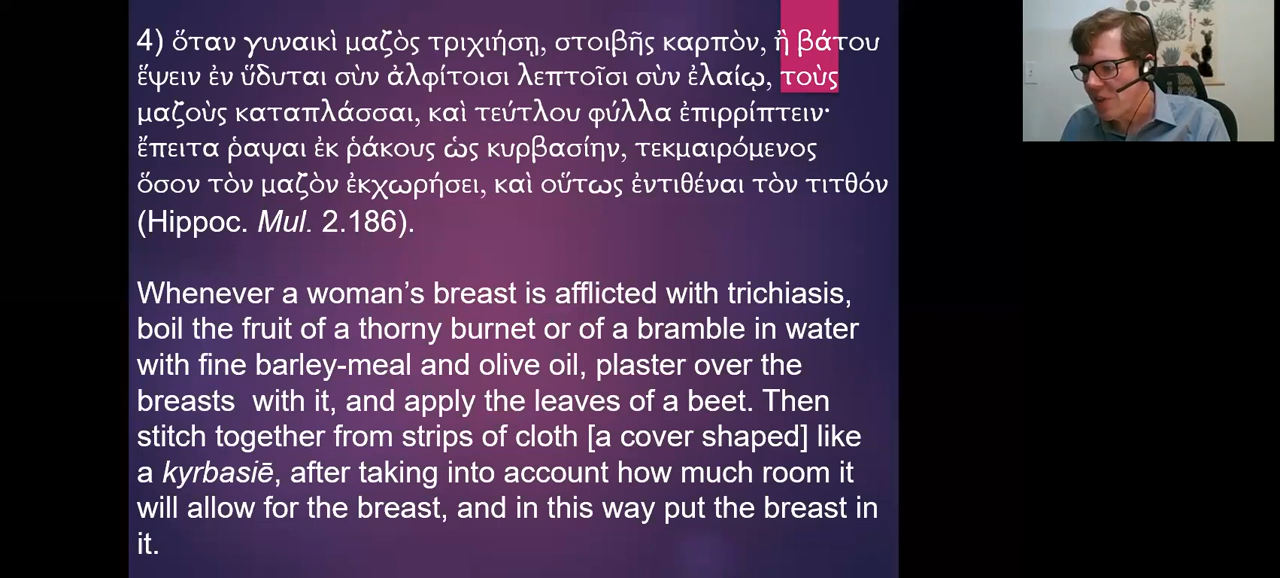 4) ὅταν γυναικὶ μαζὸς τριχιήσῃ, στοιβῆς καρπὸν, ἢ βάτου
ἕψειν ἐν ὕδυται σὺν ἀλφίτοισι λεπτοῖσι σὺν ἐλαίῳ, τοὺς
μαζοὺς καταπλάσσαι, καὶ τεύτλου φύλλα ἐπιρρίπτειν·
ἔπειτα ῥαψαι ἐκ ῥάκους ὡς κυρβασίην, τεκμαιρόμενος
ὅσον τὸν μαζὸν ἐκχωρήσει, καὶ οὕτως ἐντιθέναι τὸν τιτθόν
(Hippoc. Mul. 2.186).
Whenever a woman’s breast is afflicted with trichiasis,
boil the fruit of a thorny burnet or of a bramble in water
with fine barley-meal and olive oil, plaster over the
breasts with it, and apply the leaves of a beet. Then
stitch together from strips of cloth [a cover shaped] like
a kyrbasiē, after taking into account how much room it
will allow for the breast, and in this way put the breast in
it.